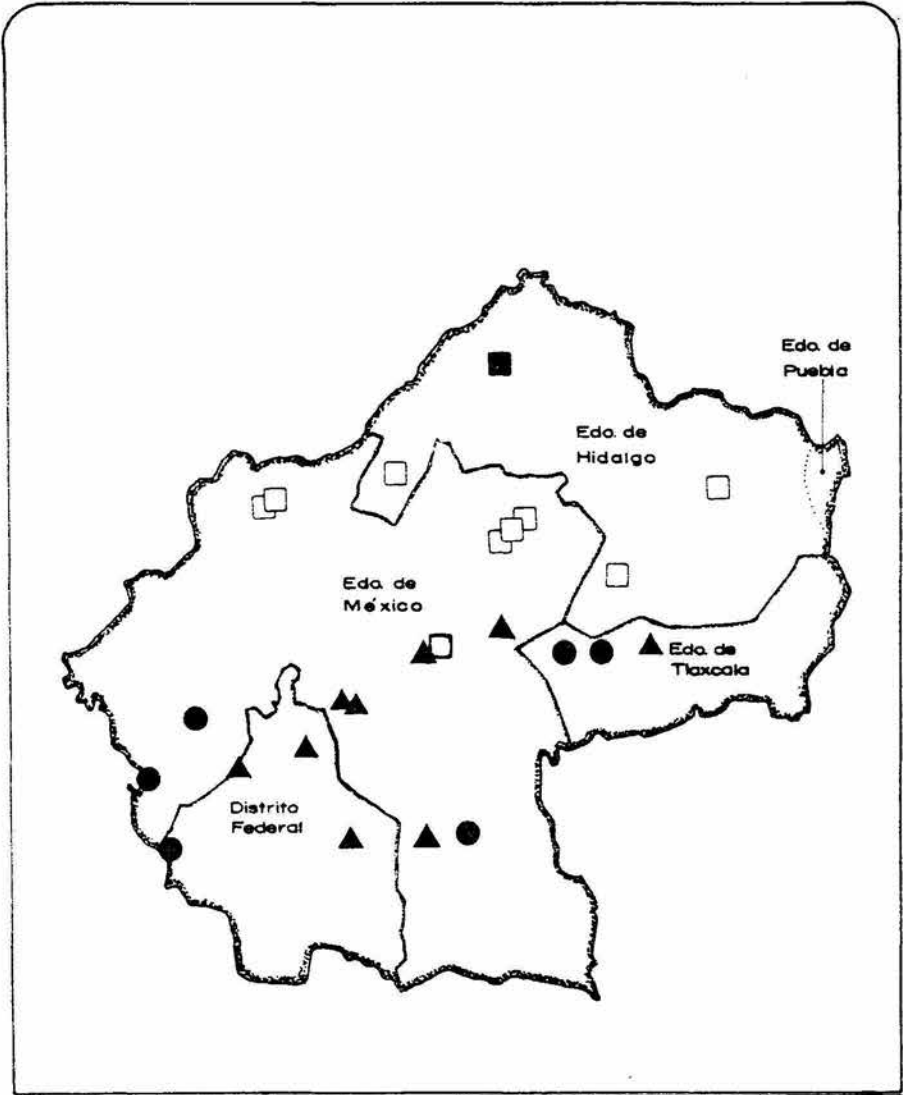 Edo. de
Puebla
Edo. de
Hidalgo
Edo. de
México
Edo. de
Tlaxcala
Distrito
Federal